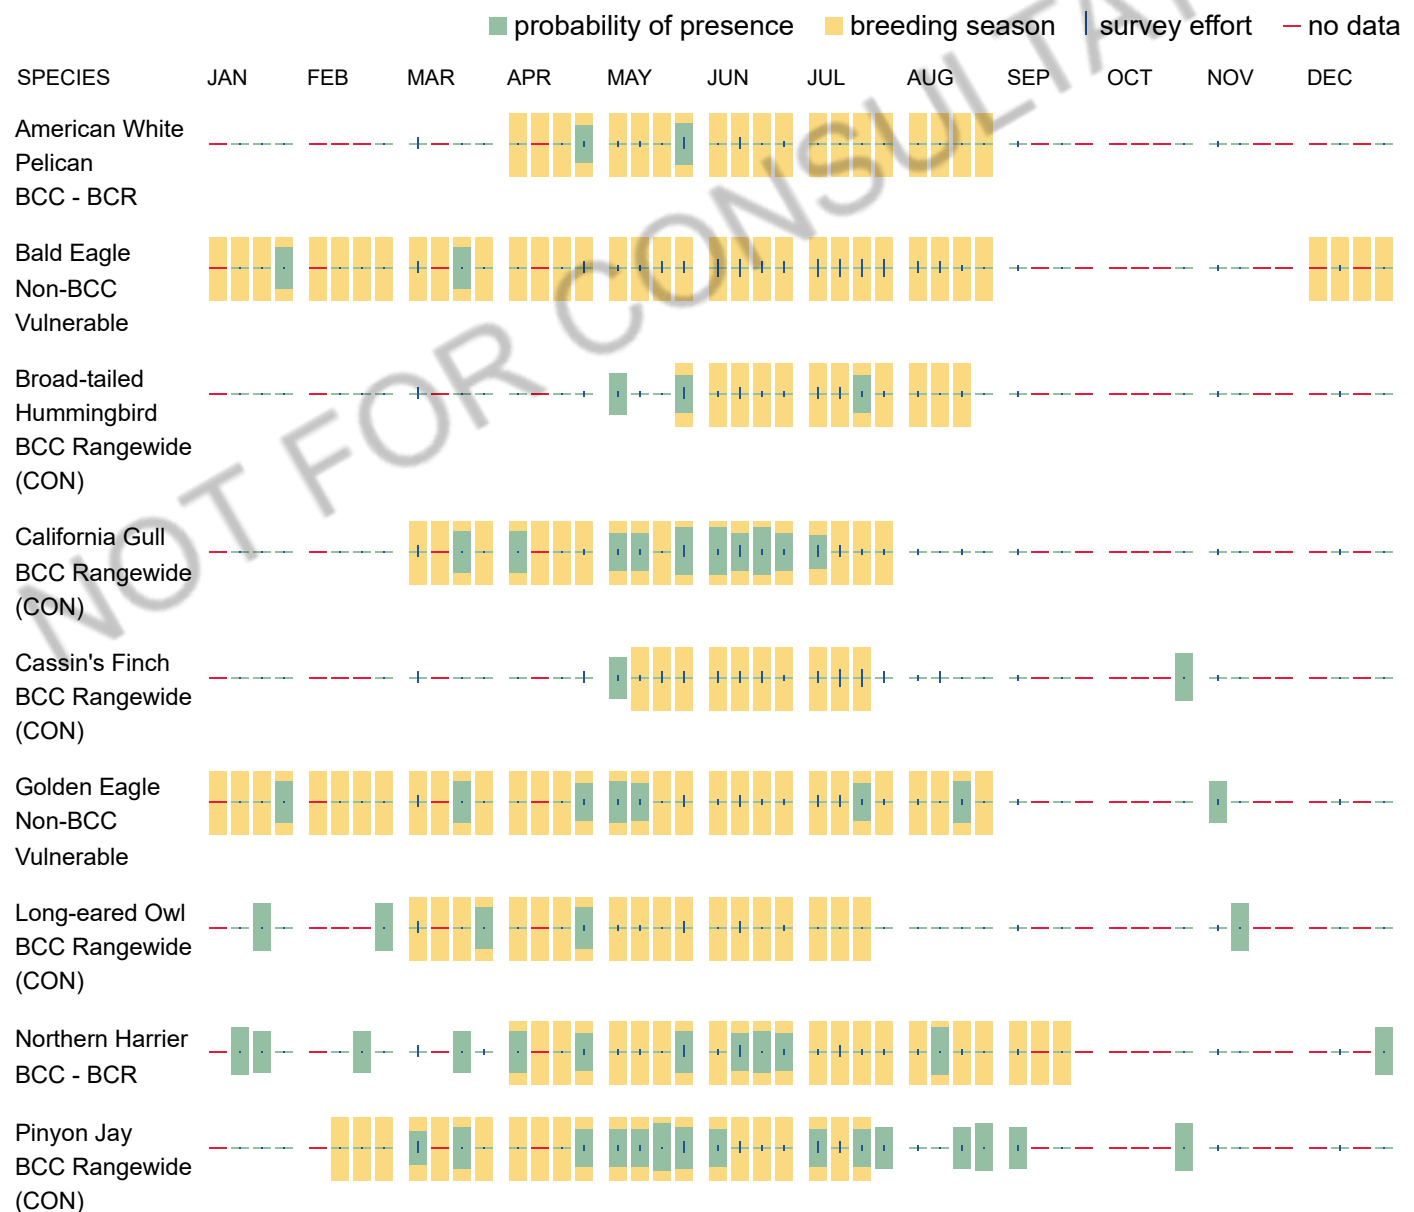 probability of presence breeding season survey effort no data
SPECIES JAN FEB MAR APR MAY JUN JUL AUG SEP OCT NOV DEC
American White
Pelican
BCC - BCR
Bald Eagle
Non-BCC
Vulnerable
Broad-tailed
Hummingbird
BCC Rangewide
(CON)
California Gull
BCC Rangewide
(CON)
Cassin's Finch
BCC Rangewide
(CON)
Golden Eagle
Non-BCC
Vulnerable
Long-eared Owl
BCC Rangewide
(CON)
Northern Harrier
BCC - BCR
Pinyon Jay
BCC Rangewide
(CON)
NOT FOR CONSULTA